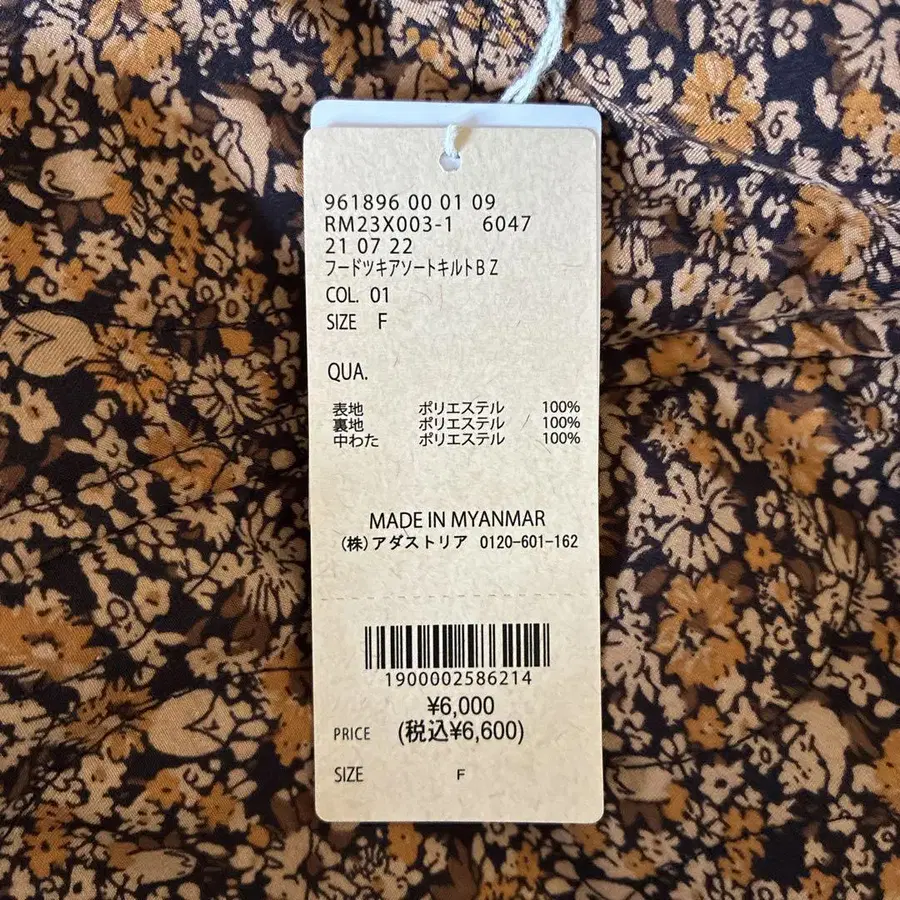 961896 00 01 09
RM23X003-1 6047
21 07 22
フードツキアソートキルトBZ
COL. 01
SIZE F
QUA.
表地 ポリエステル 100%
裏地 ポリエステル / 100%
中わた ポリエステル 100%
MADE IN MYANMAR
(株)アダストリア 0120-601-162
1900002586214
¥6,000
PRICE (税込¥6,600)
SIZE F